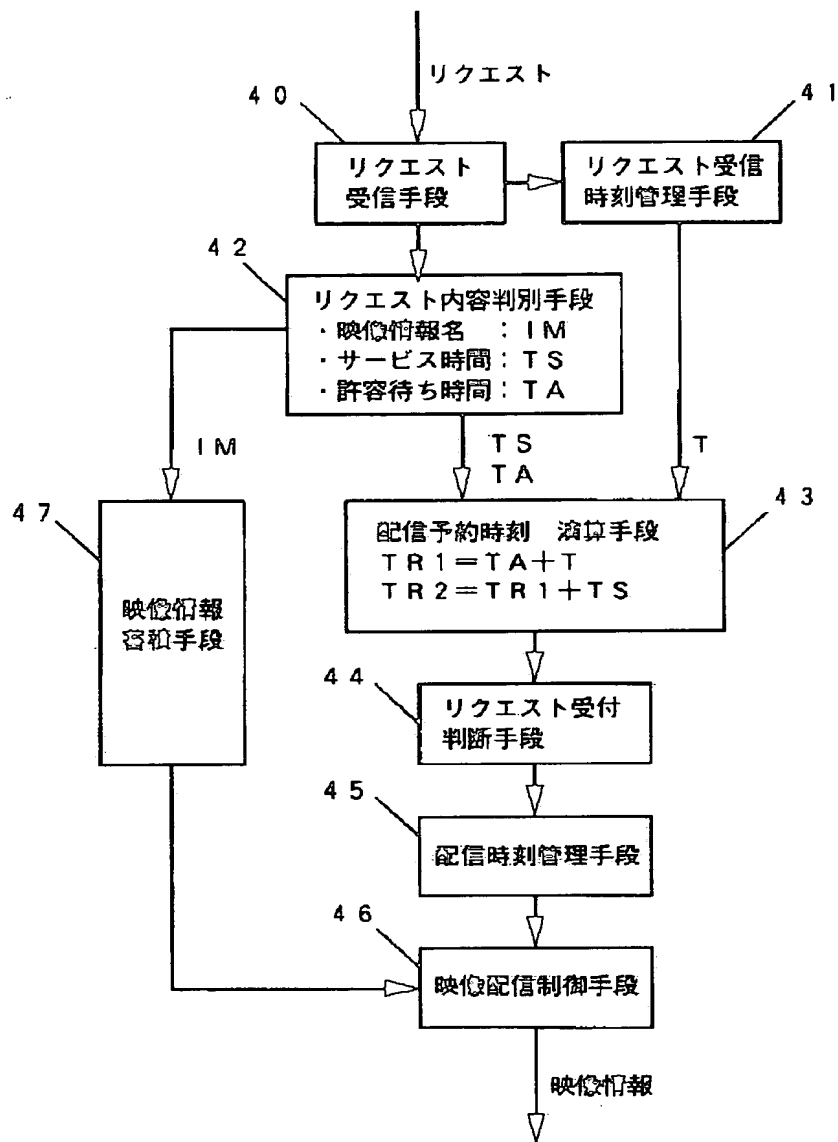 リクエスト
40
リクエスト
受信手段
41
リクエスト受信
時刻管理手段
42
リクエスト内容判別手段
・映像情報名 :IM
・サービス時間:TS
・許容待ち時間:TA
IM
TS
TA
T
47
映像情報
蓄積手段
43
配信予約時刻 演算手段
TR1=TA+T
TR2=TR1+TS
44
リクエスト受付
判断手段
45
配信時刻管理手段
46
映像配信制御手段
映像情報